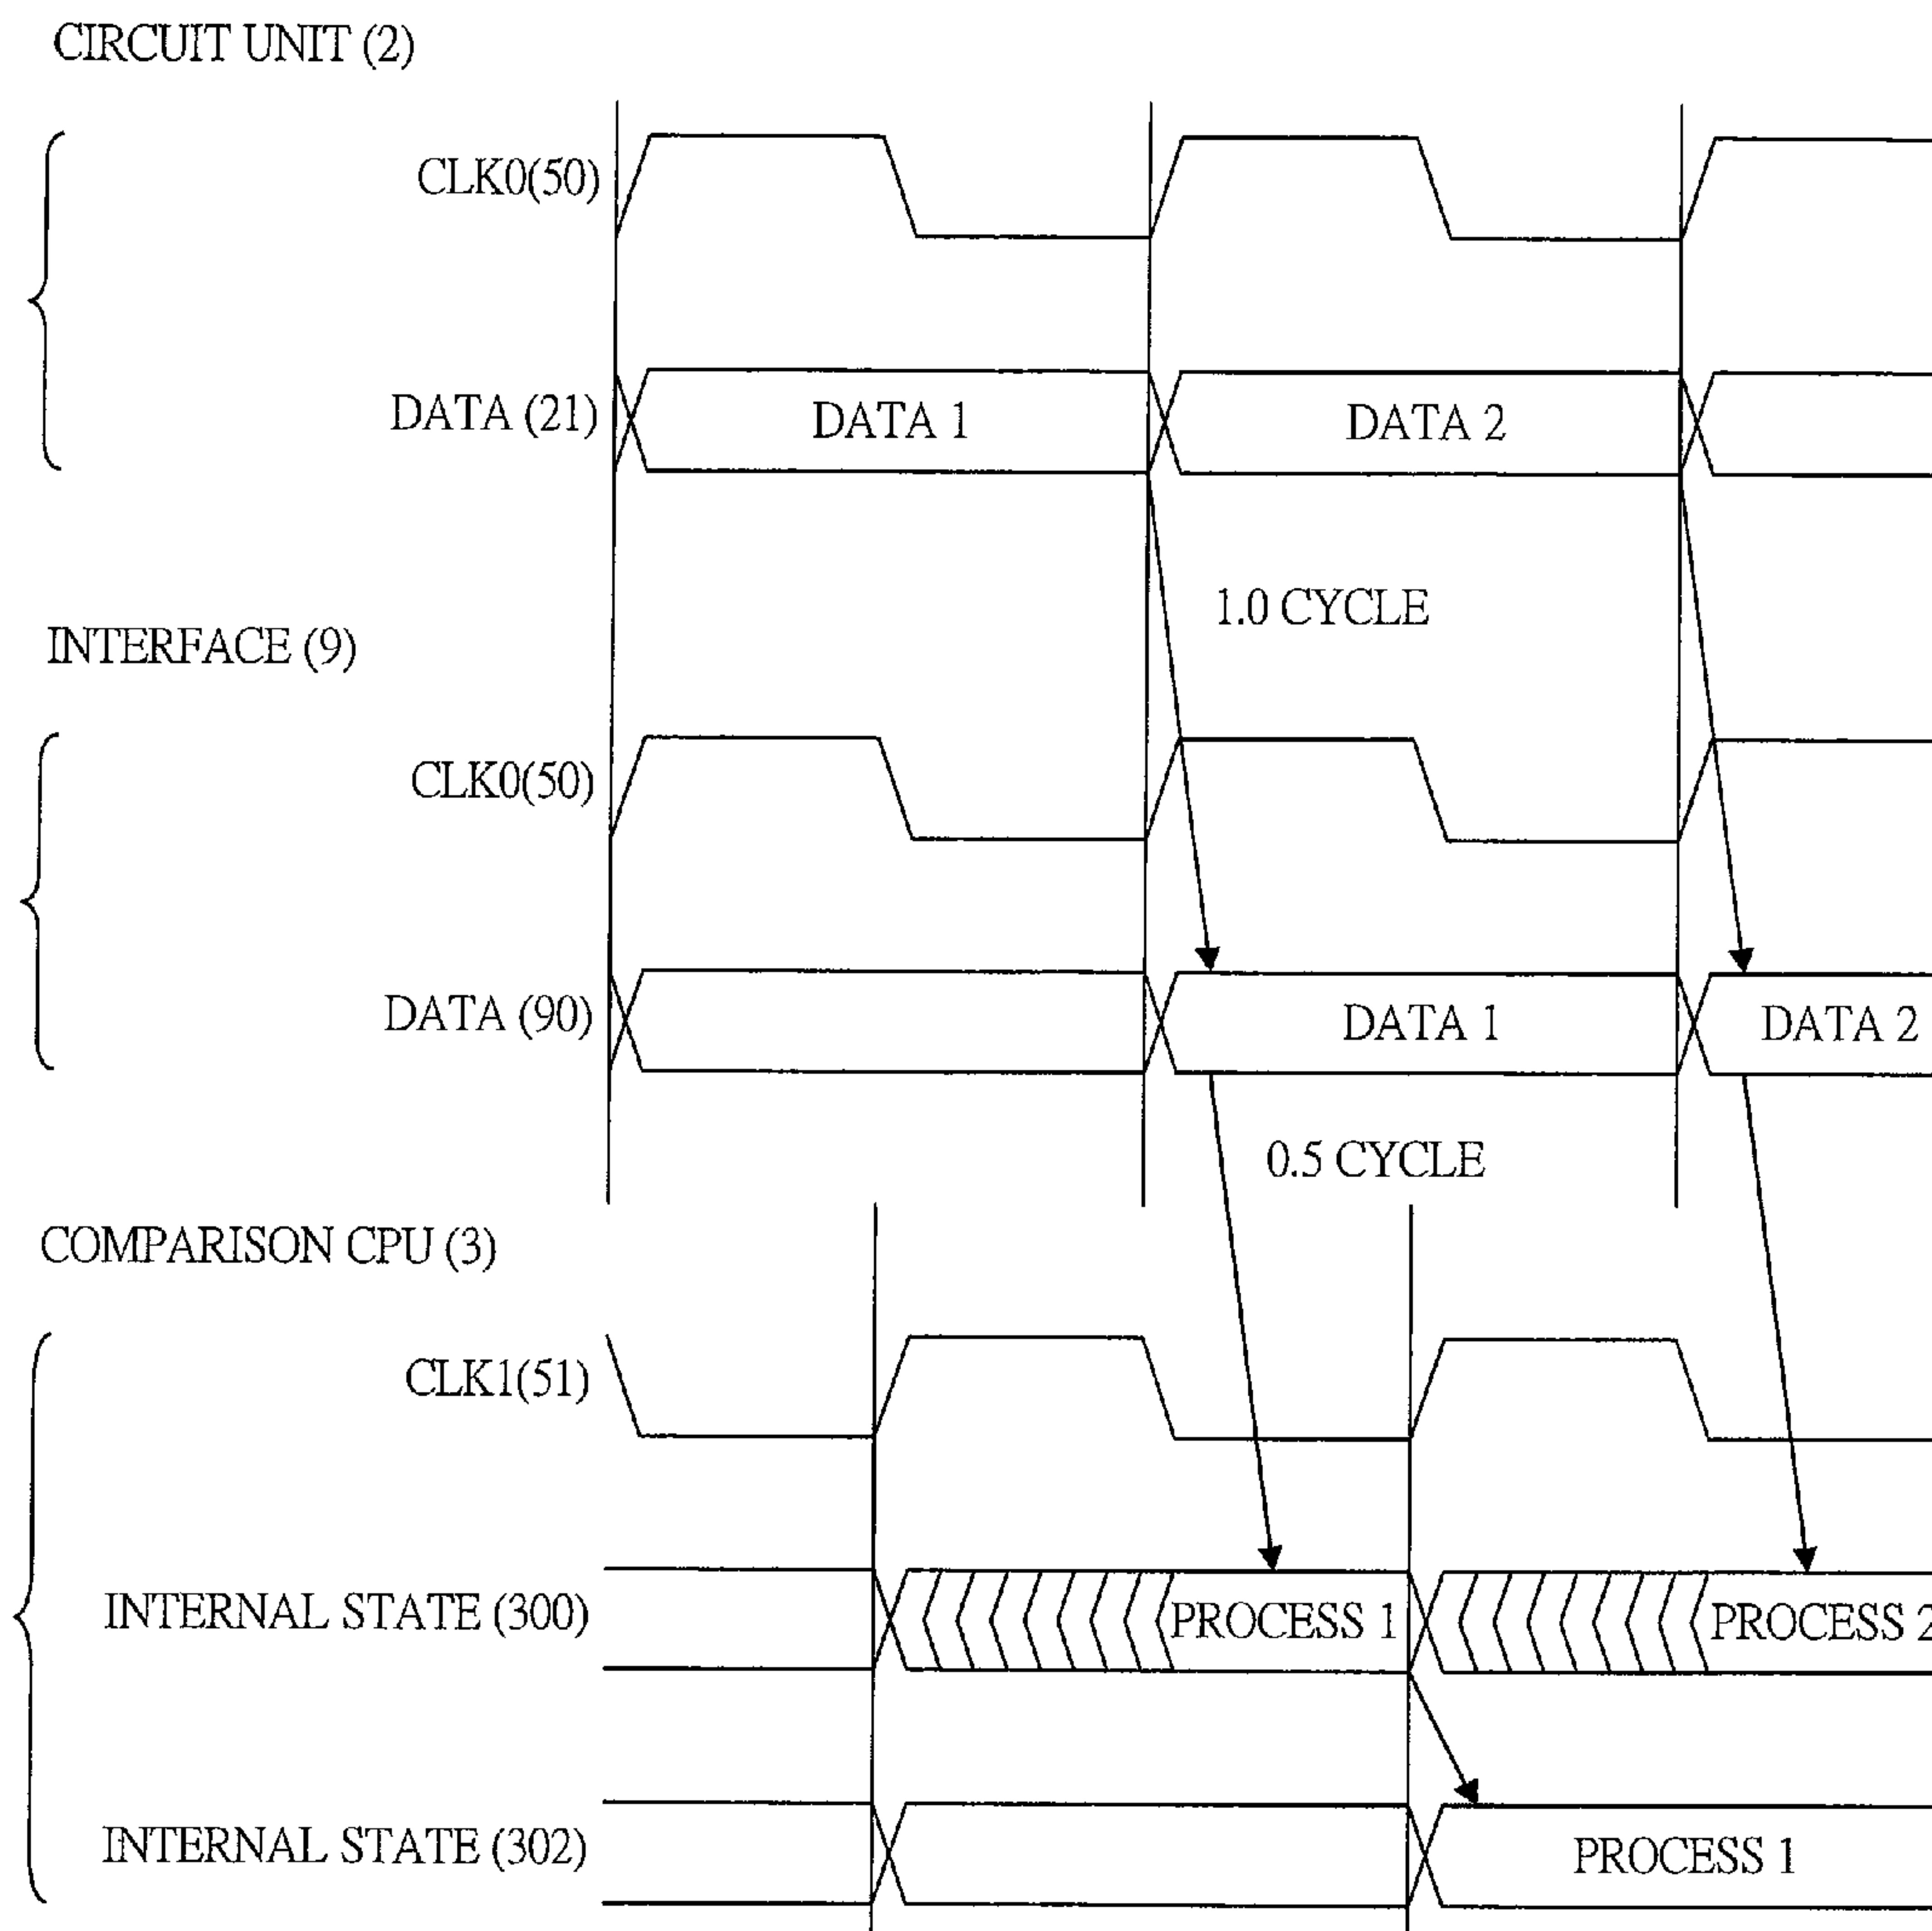 CIRCUIT UNIT (2)
CLK0(50)
DATA (21)
DATA 1
DATA 2
1.0 CYCLE
INTERFACE (9)
CLK0(50)
DATA (90)
DATA 1
DATA 2
0.5 CYCLE
COMPARISON CPU (3)
CLK1(51)
INTERNAL STATE (300)
PROCESS 1
PROCESS 2
INTERNAL STATE (302)
PROCESS 1